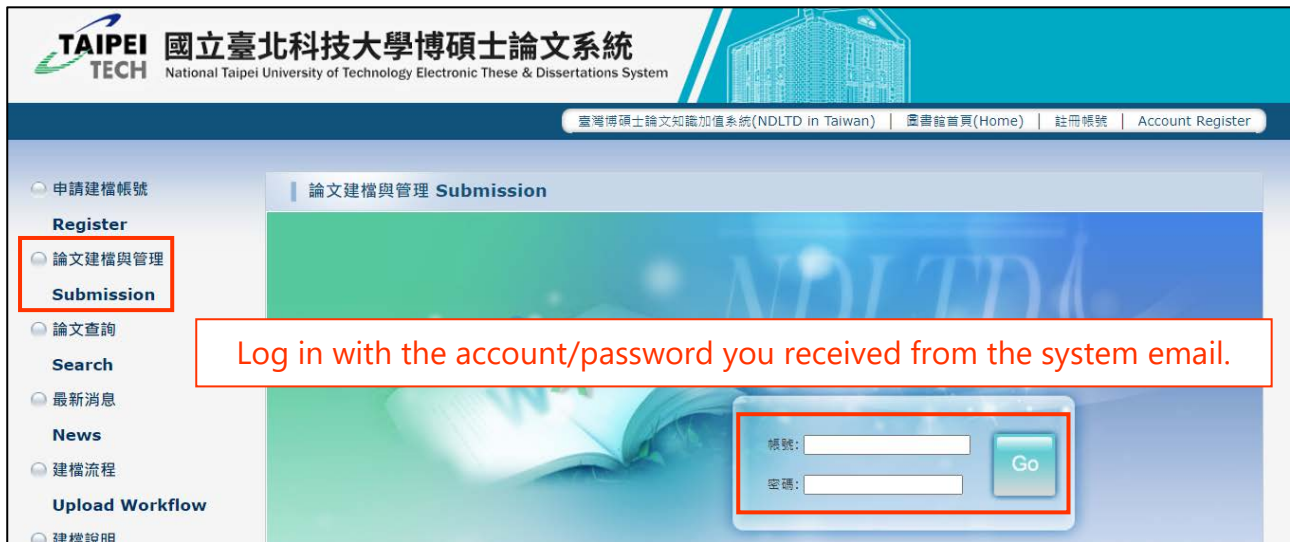 TAIPEI
TECH
國立臺北科技大學博碩士論文系統
National Taipei University of Technology Electronic These & Dissertations System
臺灣博碩士論文知識加值系統(NDLTD in Taiwan) | 圖書館首頁(Home) | 註冊帳號 | Account Register
申請建檔帳號
Register
論文建檔與管理
Submission
論文查詢
Search
最新消息
News
建檔流程
Upload Workflow
建檔說明
論文建檔與管理 Submission
NDLTD
Log in with the account/password you received from the system email.
帳號:
密碼:
Go